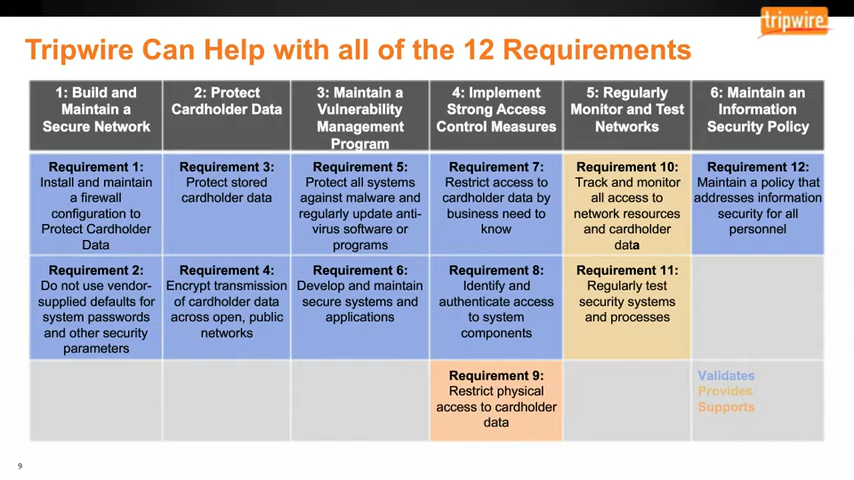 tripwire
Tripwire Can Help with all of the 12 Requirements
1: Build and
Maintain a
Secure Network
2: Protect
Cardholder Data
3: Maintain a
Vulnerability
Management
Program
4: Implement
Strong Access
Control Measures
5: Regularly
Monitor and Test
Networks
6: Maintain an
Information
Security Policy
Requirement 1:
Install and maintain
a firewall
configuration to
Protect Cardholder
Data
Requirement 3:
Protect stored
cardholder data
Requirement 5:
Protect all systems
against malware and
regularly update anti-
virus software or
programs
Requirement 7:
Restrict access to
cardholder data by
business need to
know
Requirement 10:
Track and monitor
all access to
network resources
and cardholder
data
Requirement 12:
Maintain a policy that
addresses information
security for all
personnel
Requirement 2:
Do not use vendor-
supplied defaults for
system passwords
and other security
parameters
Requirement 4:
Encrypt transmission
of cardholder data
across open, public
networks
Requirement 6:
Develop and maintain
secure systems and
applications
Requirement 8:
Identify and
authenticate access
to system
components
Requirement 11:
Regularly test
security systems
and processes
Requirement 9:
Restrict physical
access to cardholder
data
Validates
Provides
Supports
9